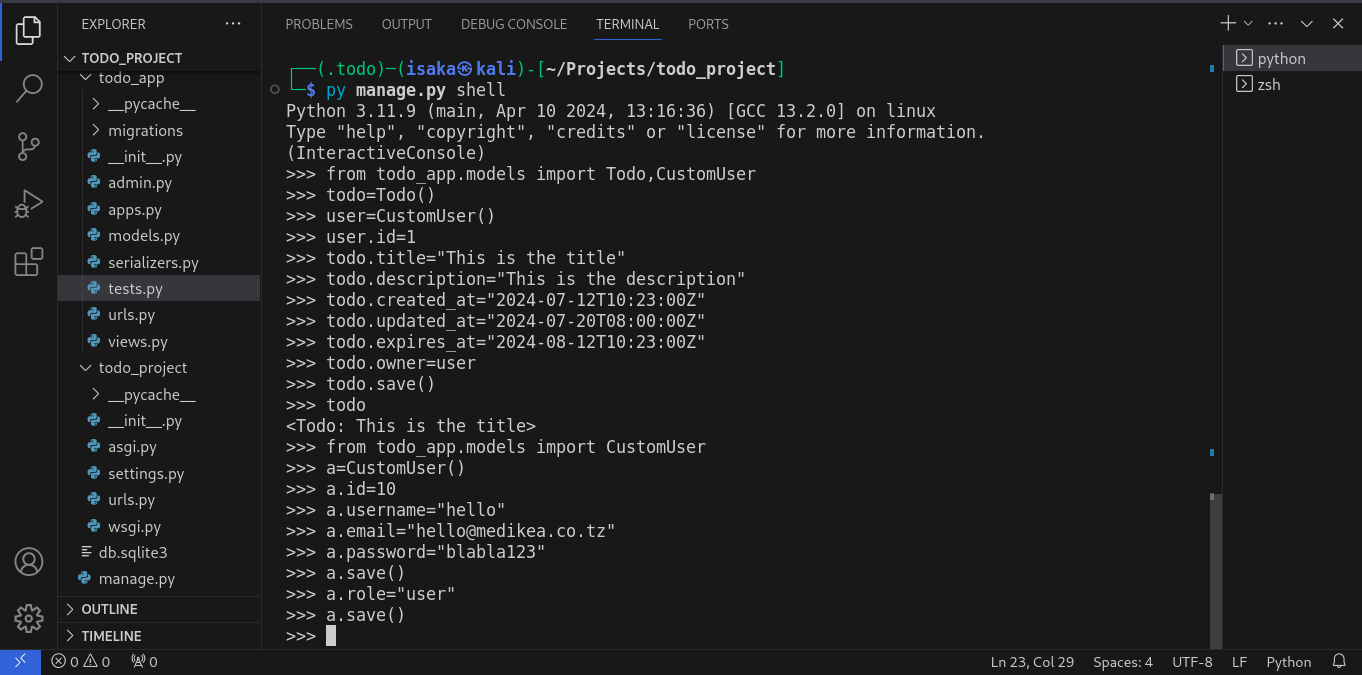 EXPLORER
TODO_PROJECT
todo_app
__pycache__
migrations
__init__.py
admin.py
apps.py
models.py
serializers.py
tests.py
urls.py
views.py
todo_project
__pycache__
__init__.py
asgi.py
settings.py
urls.py
wsgi.py
db.sqlite3
manage.py
OUTLINE
TIMELINE
PROBLEMS OUTPUT DEBUG CONSOLE TERMINAL PORTS
┌──(.todo)─(isaka㉿kali)-[~/Projects/todo_project]
└─$ py manage.py shell
Python 3.11.9 (main, Apr 10 2024, 13:16:36) [GCC 13.2.0] on linux
Type "help", "copyright", "credits" or "license" for more information.
(InteractiveConsole)
>>> from todo_app.models import Todo,CustomUser
>>> todo=Todo()
>>> user=CustomUser()
>>> user.id=1
>>> todo.title="This is the title"
>>> todo.description="This is the description"
>>> todo.created_at="2024-07-12T10:23:00Z"
>>> todo.updated_at="2024-07-20T08:00:00Z"
>>> todo.expires_at="2024-08-12T10:23:00Z"
>>> todo.owner=user
>>> todo.save()
>>> todo
<Todo: This is the title>
>>> from todo_app.models import CustomUser
>>> a=CustomUser()
>>> a.id=10
>>> a.username="hello"
>>> a.email="hello@medikea.co.tz"
>>> a.password="blabla123"
>>> a.save()
>>> a.role="user"
>>> a.save()
>>>
python
zsh
0 0 0 Ln 23, Col 29 Spaces: 4 UTF-8 LF Python